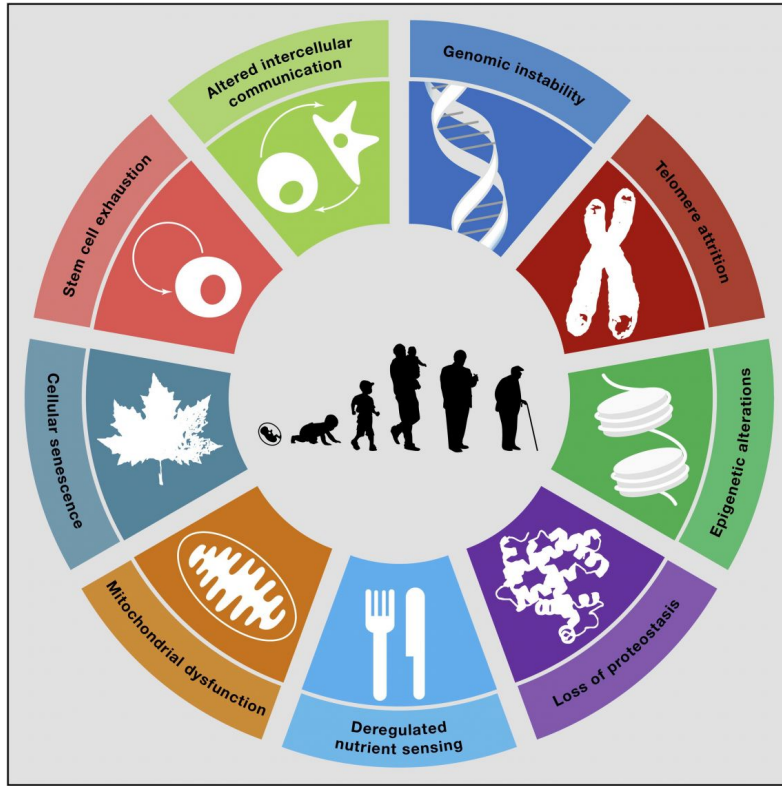 Genomic instability
Telomere attrition
Epigenetic alterations
Loss of proteostasis
Deregulated
nutrient sensing
Mitochondrial dysfunction
Cellular senescence
Stem cell exhaustion
Altered intercellular
communication